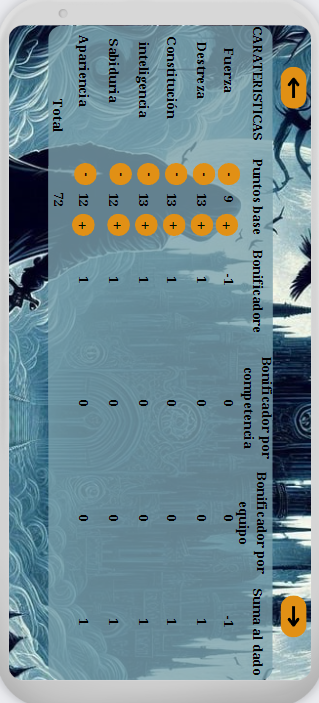 CARATERISTICAS Puntos base Bonificadore Bonificador por competencia Bonificador por equipo Suma al dado
Fuerza - 9 + -1 0 0 -1
Destreza - 13 + 1 0 0 1
Constitución - 13 + 1 0 0 1
inteligencia - 13 + 1 0 0 1
Sabiduria - 12 + 1 0 0 1
Apariencia - 12 + 1 0 0 1
Total 72